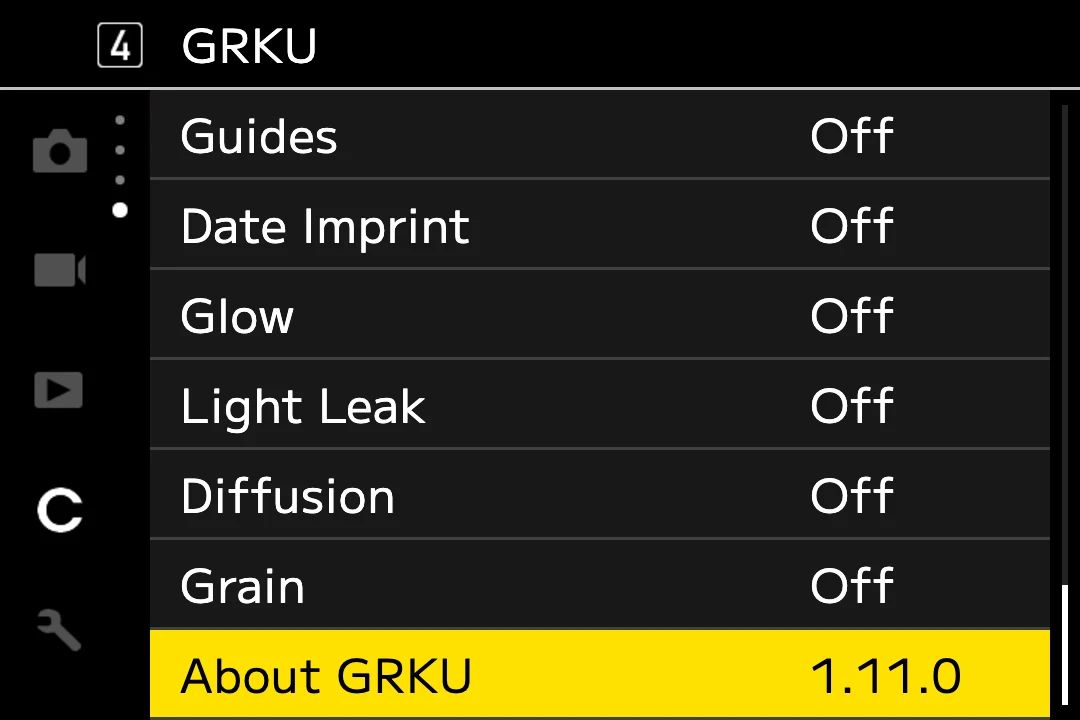 4 GRKU
Guides Off
Date Imprint Off
Glow Off
Light Leak Off
Diffusion Off
Grain Off
About GRKU 1.11.0